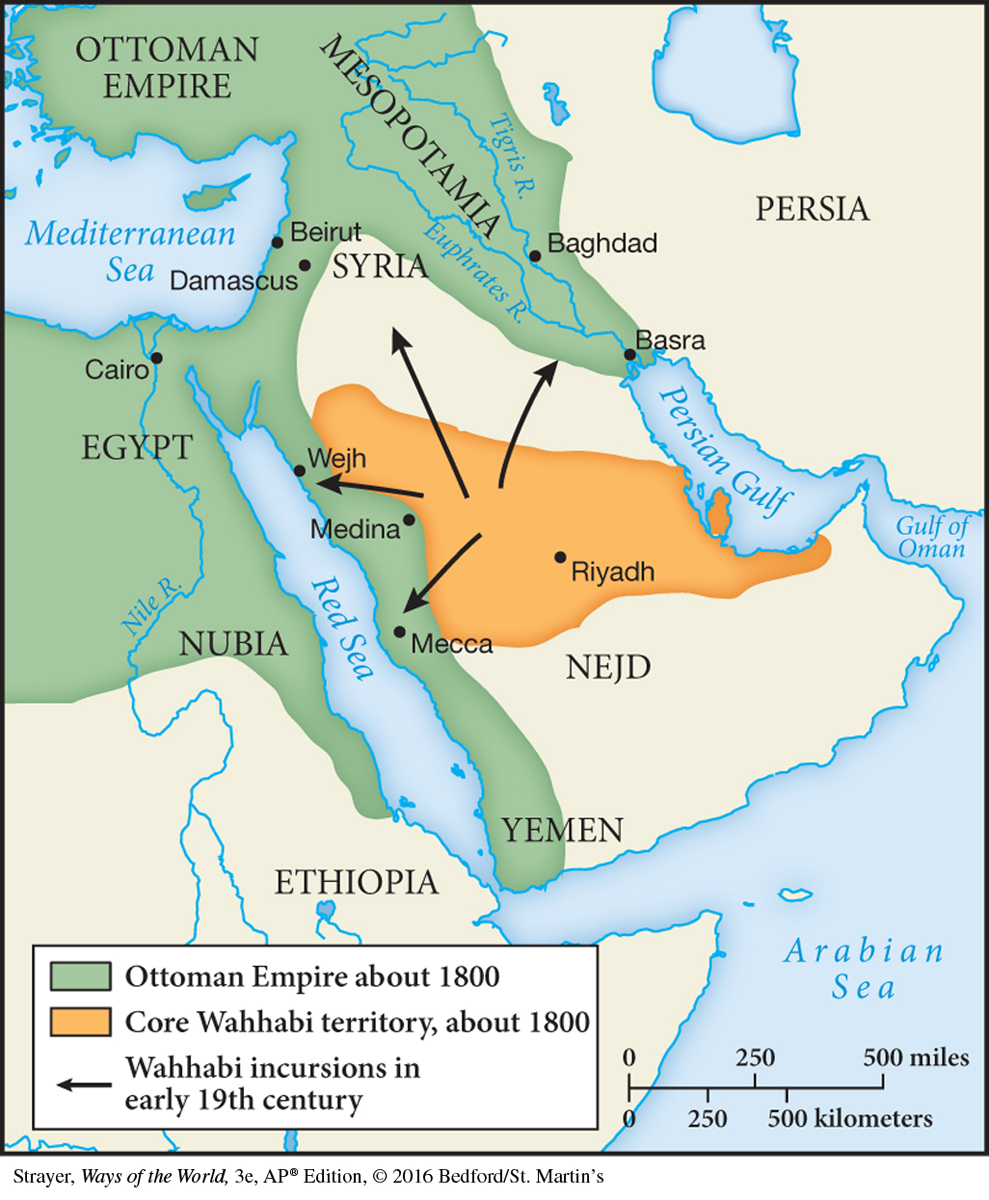 OTTOMAN
EMPIRE
MESOPOTAMIA
Tigris R.
PERSIA
Mediterranean
Sea
Beirut
Baghdad
Damascus
SYRIA
Euphrates R.
Basra
Cairo
Persian Gulf
EGYPT
Wejh
Medina
Gulf of
Oman
Riyadh
Nile R.
Red Sea
NUBIA
Mecca
NEJD
YEMEN
ETHIOPIA
Arabian
Sea
Ottoman Empire about 1800
Core Wahhabi territory, about 1800
Wahhabi incursions in
early 19th century
0 250 500 miles
0 250 500 kilometers
Strayer, Ways of the World, 3e, AP® Edition, © 2016 Bedford/St. Martin’s